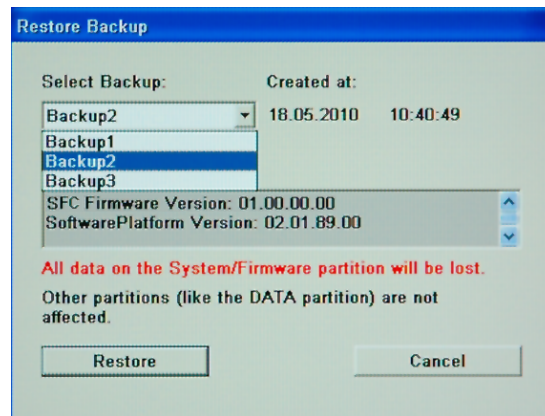 Restore Backup
Select Backup: Created at:
Backup2 18.05.2010 10:40:49
Backup1
Backup2
Backup3
SFC Firmware Version: 01.00.00.00
SoftwarePlatform Version: 02.01.89.00
All data on the System/Firmware partition will be lost.
Other partitions (like the DATA partition) are not
affected.
Restore Cancel